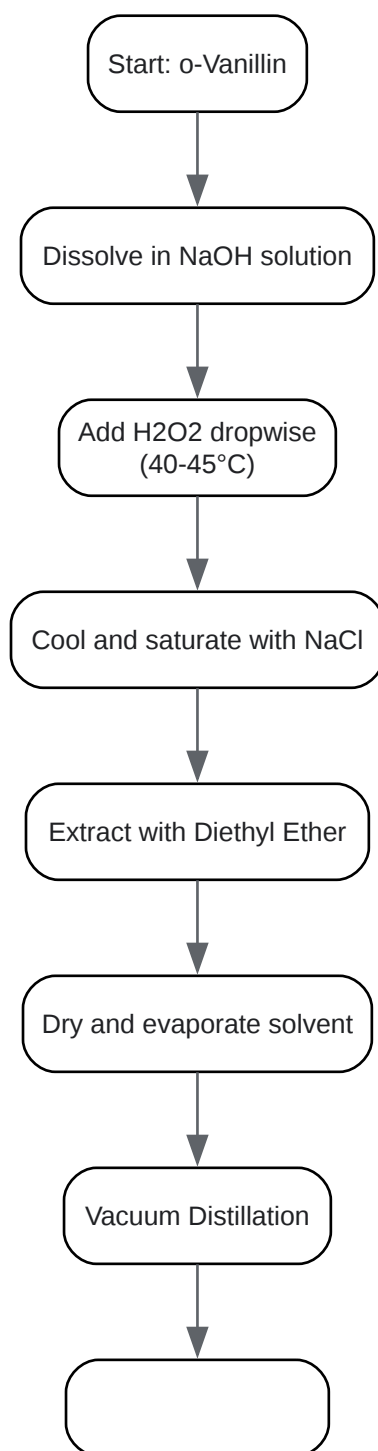 Start: o-Vanillin
Dissolve in NaOH solution
Add H2O2 dropwise
(40-45°C)
Cool and saturate with NaCl
Extract with Diethyl Ether
Dry and evaporate solvent
Vacuum Distillation